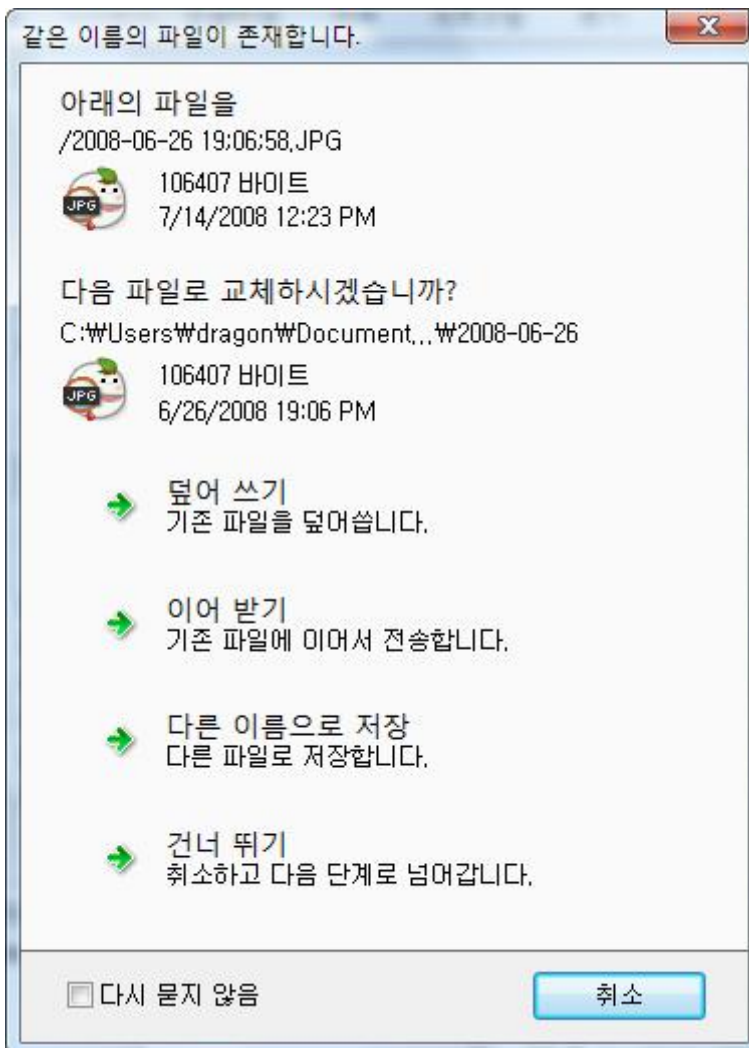 같은 이름의 파일이 존재합니다.
아래의 파일을
/2008-06-26 19:06:58.JPG
JPG
106407 바이트
7/14/2008 12:23 PM
다음 파일로 교체하시겠습니까?
C:₩Users₩dragon₩Document...₩2008-06-26
JPG
106407 바이트
6/26/2008 19:06 PM
덮어 쓰기
기존 파일을 덮어씁니다.
이어 받기
기존 파일에 이어서 전송합니다.
다른 이름으로 저장
다른 파일로 저장합니다.
건너 뛰기
취소하고 다음 단계로 넘어갑니다.
다시 묻지 않음
취소